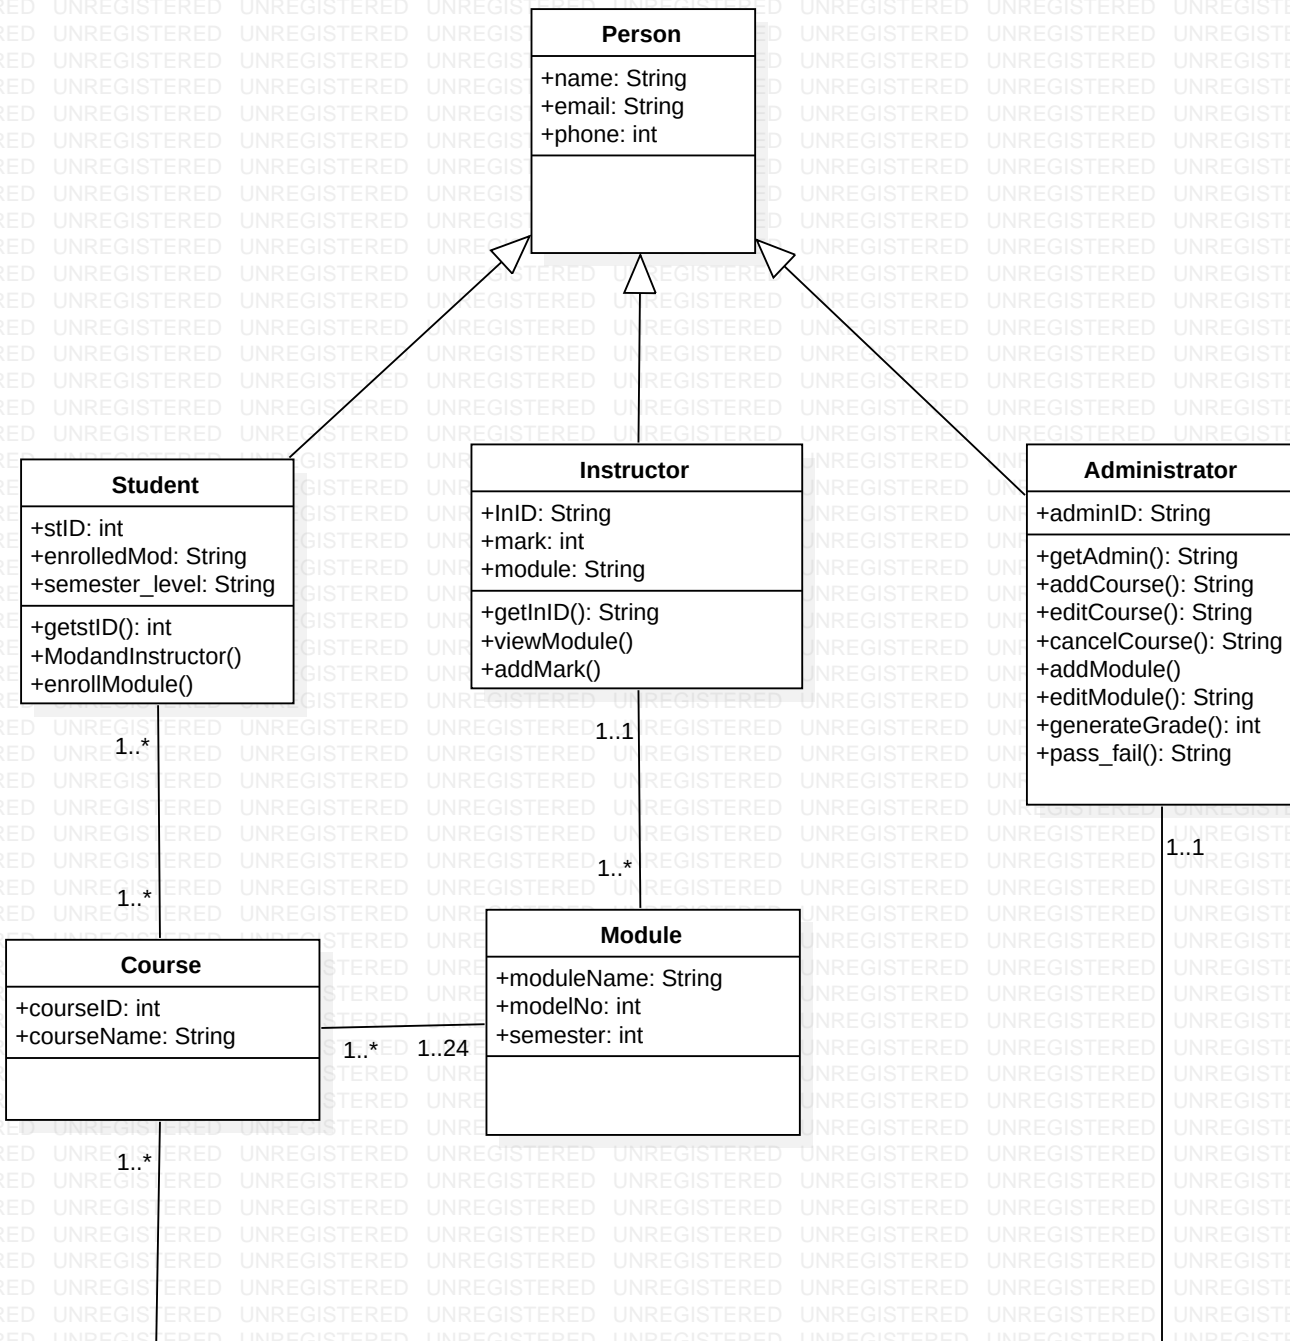 Person
+name: String
+email: String
+phone: int
Student
+stID: int
+enrolledMod: String
+semester_level: String
+getstID(): int
+ModandInstructor()
+enrollModule()
Instructor
+InID: String
+mark: int
+module: String
+getInID(): String
+viewModule()
+addMark()
Administrator
+adminID: String
+getAdmin(): String
+addCourse(): String
+editCourse(): String
+cancelCourse(): String
+addModule()
+editModule(): String
+generateGrade(): int
+pass_fail(): String
1..*
1..1
1..1
1..*
1..*
Course
+courseID: int
+courseName: String
1..*
1..24
Module
+moduleName: String
+modelNo: int
+semester: int
1..*
UNREGISTERED